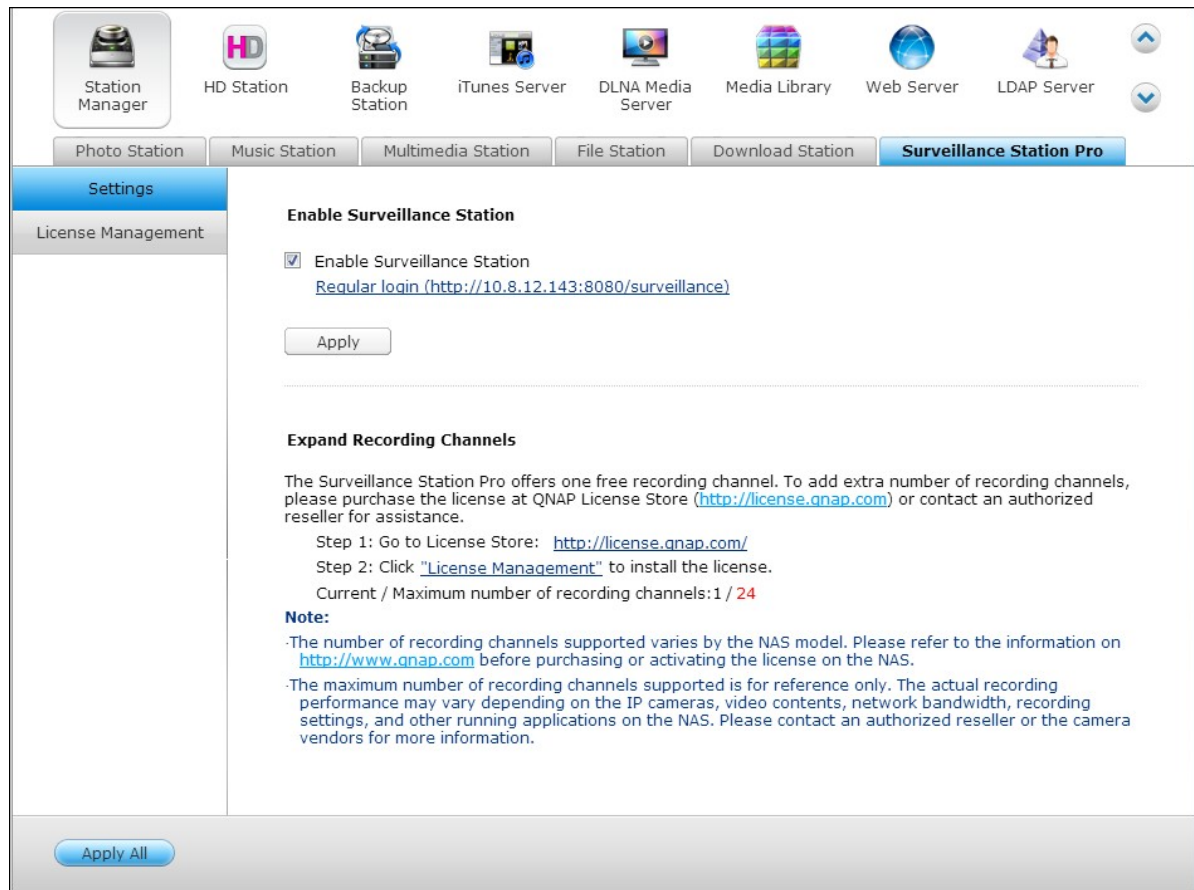 Station Manager
HD
HD Station
Backup Station
iTunes Server
DLNA Media Server
Media Library
Web Server
LDAP Server
Photo Station
Music Station
Multimedia Station
File Station
Download Station
Surveillance Station Pro
Settings
License Management
Enable Surveillance Station
Enable Surveillance Station
Regular login (http://10.8.12.143:8080/surveillance)
Apply
Expand Recording Channels
The Surveillance Station Pro offers one free recording channel. To add extra number of recording channels,
please purchase the license at QNAP License Store (http://license.qnap.com) or contact an authorized
reseller for assistance.
Step 1: Go to License Store: http://license.qnap.com/
Step 2: Click "License Management" to install the license.
Current / Maximum number of recording channels:1 / 24
Note:
·The number of recording channels supported varies by the NAS model. Please refer to the information on
http://www.qnap.com before purchasing or activating the license on the NAS.
·The maximum number of recording channels supported is for reference only. The actual recording
performance may vary depending on the IP cameras, video contents, network bandwidth, recording
settings, and other running applications on the NAS. Please contact an authorized reseller or the camera
vendors for more information.
Apply All